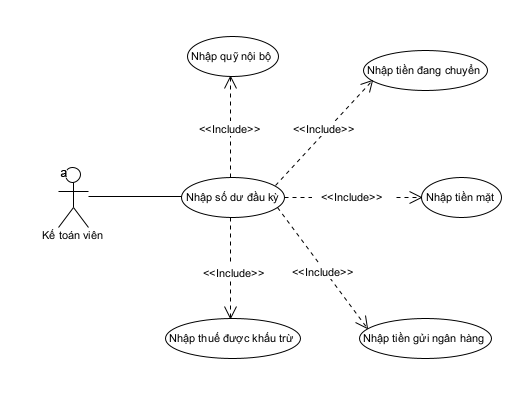 Nhập quỹ nội bộ
Nhập tiền đang chuyển
<<Include>>
<<Include>>
a
Nhập số dư đầu kỳ
<<Include>>
Nhập tiền mặt
Kế toán viên
<<Include>>
<<Include>>
Nhập thuế được khấu trừ
Nhập tiền gửi ngân hàng